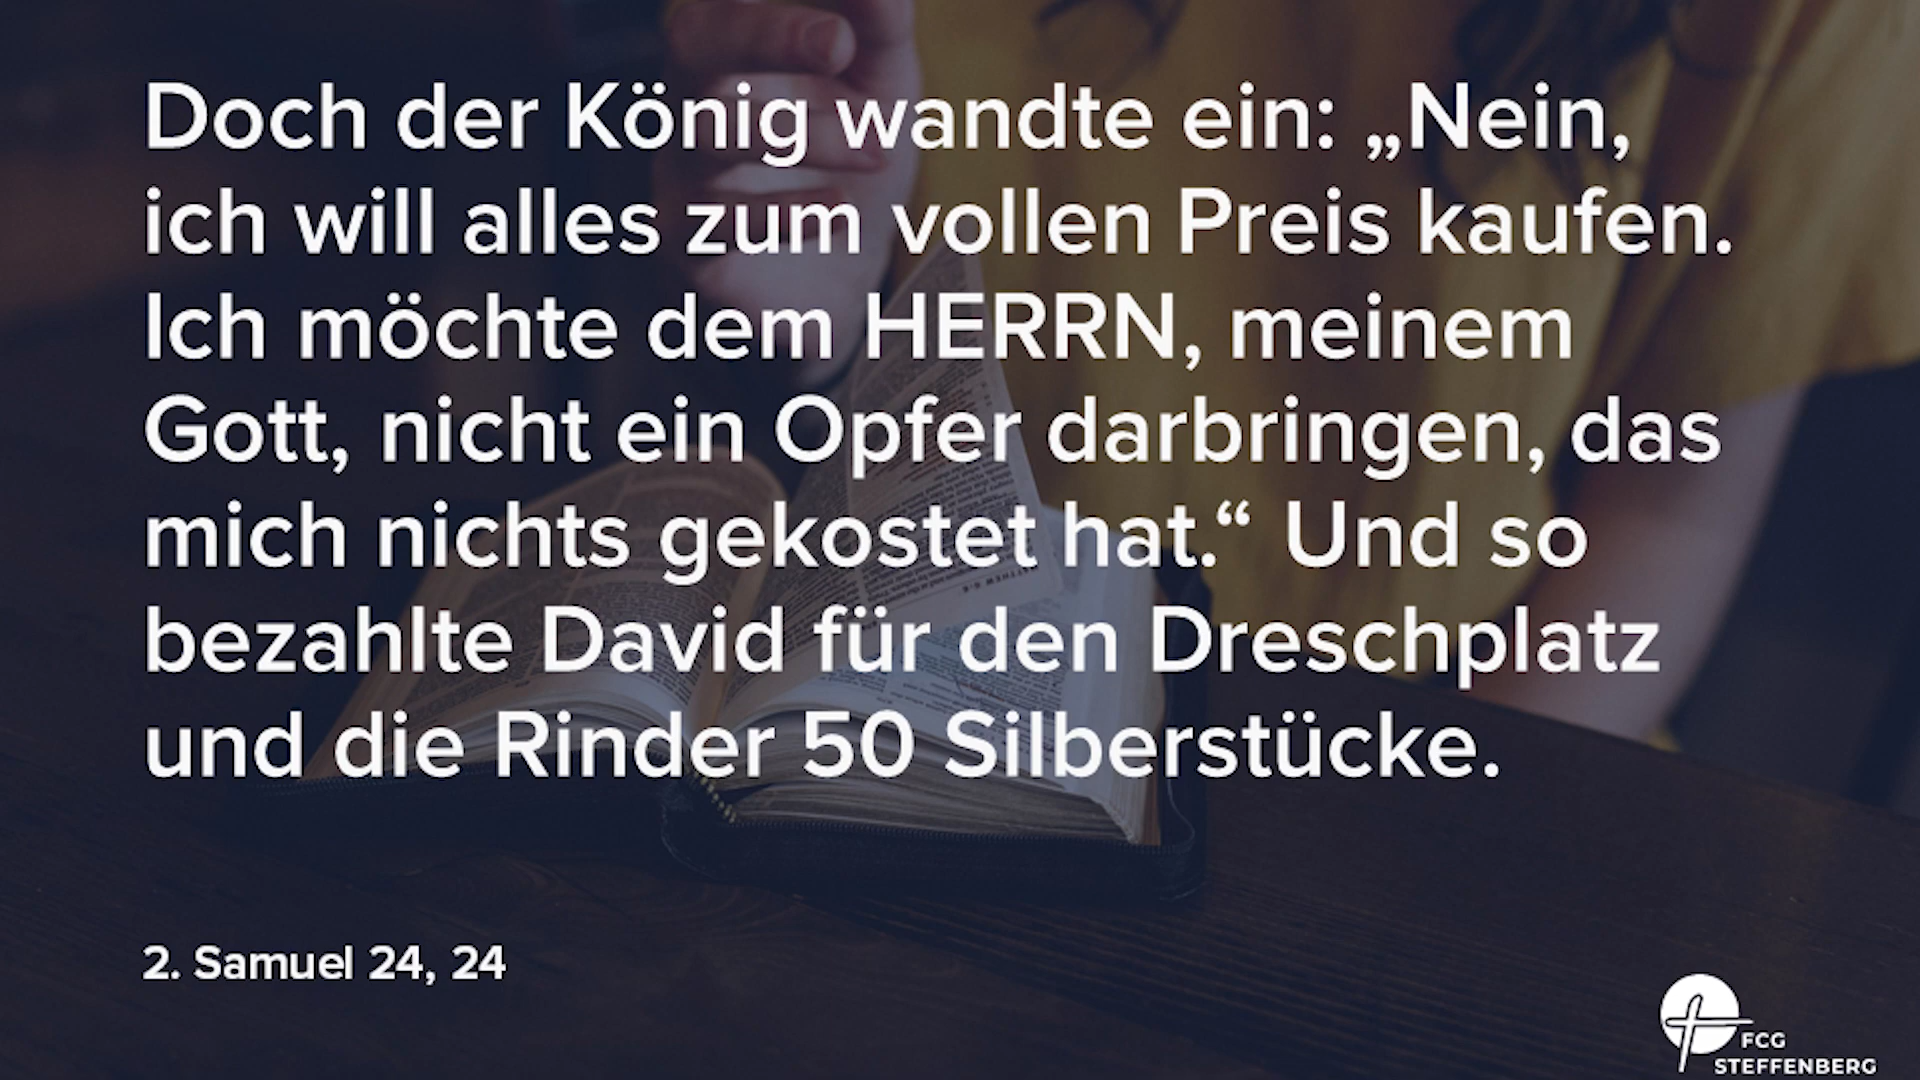 Doch der König wandte ein: „Nein,
ich will alles zum vollen Preis kaufen.
Ich möchte dem HERRN, meinem
Gott, nicht ein Opfer darbringen, das
mich nichts gekostet hat.“ Und so
bezahlte David für den Dreschplatz
und die Rinder 50 Silberstücke.
2. Samuel 24, 24
FCG
STEFFENBERG